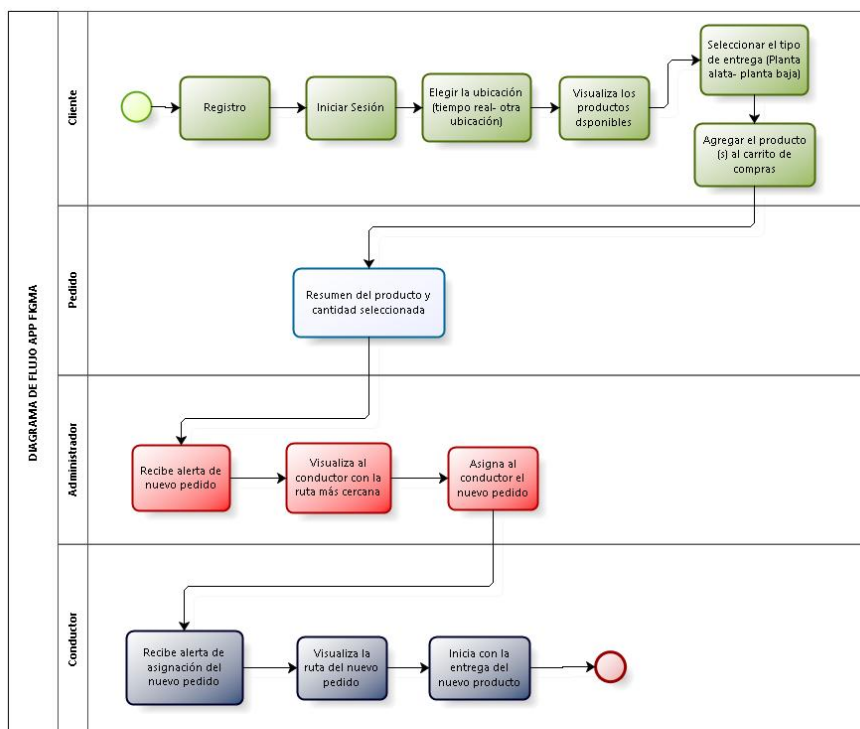 DIAGRAMA DE FLUJO APP FIGMA
Cliente
Registro
Iniciar Sesión
Elegir la ubicación
(tiempo real- otra
ubicación)
Visualiza los
productos
dsponibles
Seleccionar el tipo
de entrega (Planta
alata- planta baja)
Agregar el producto
(s) al carrito de
compras
Pedido
Resumen del producto y
cantidad seleccionada
Administrador
Recibe alerta de
nuevo pedido
Visualiza al
conductor con la
ruta más cercana
Asigna al
conductor el
nuevo pedido
Conductor
Recibe alerta de
asignación del
nuevo pedido
Visualiza la
ruta del nuevo
pedido
Inicia con la
entrega del
nuevo producto